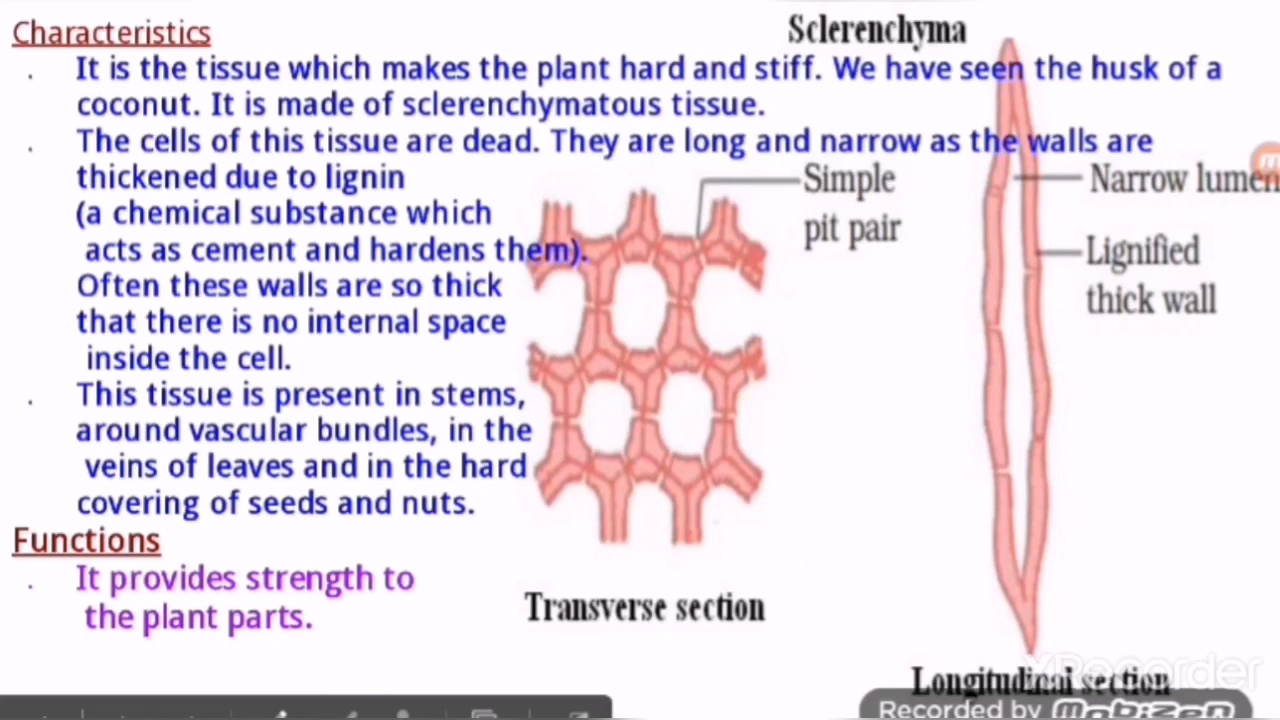 Sclerenchyma
Characteristics
. It is the tissue which makes the plant hard and stiff. We have seen the husk of a
coconut. It is made of sclerenchymatous tissue.
. The cells of this tissue are dead. They are long and narrow as the walls are
thickened due to lignin
(a chemical substance which
acts as cement and hardens them).
Often these walls are so thick
that there is no internal space
inside the cell.
. This tissue is present in stems,
around vascular bundles, in the
veins of leaves and in the hard
covering of seeds and nuts.
Functions
. It provides strength to
the plant parts.
Simple
pit pair
Narrow lumen
Lignified
thick wall
Transverse section
Longitudinal section
XRecorder
Recorded by Mobizen